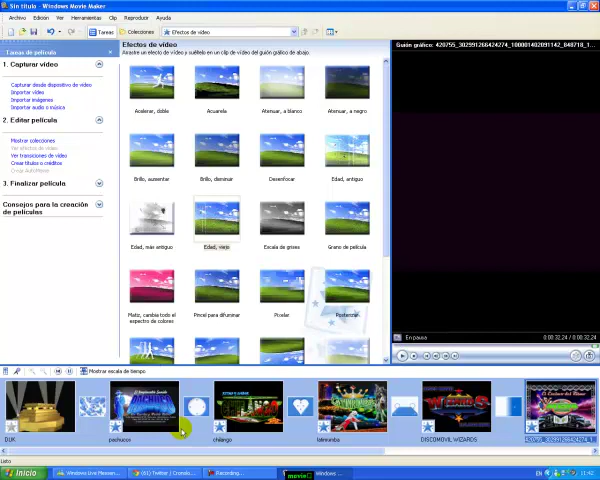 Sin título - Windows Movie Maker
Archivo Edición Ver Herramientas Clip Reproducir Ayuda
Tareas Colecciones Efectos de vídeo
Tareas de película
1. Capturar vídeo
Capturar desde dispositivo de vídeo
Importar vídeo
Importar imágenes
Importar audio o música
2. Editar película
Mostrar colecciones
Ver efectos de vídeo
Ver transiciones de vídeo
Crear títulos o créditos
Crear AutoMovie
3. Finalizar película
Consejos para la creación
de películas
Efectos de vídeo
Arrastre un efecto de vídeo y suéltelo en un clip de vídeo del guión gráfico de abajo.
Acelerar, doble Acuarela Atenuar, a blanco Atenuar, a negro
Brillo, aumentar Brillo, disminuir Desenfocar Edad, antiguo
Edad, más antiguo Edad, viejo Escala de grises Grano de película
Matiz, cambia todo el
espectro de colores
Pincel para difuminar Pixelar Posterizar
Guión gráfico: 420755_302991266424274_100001402091142_848718_1...
En pausa 0:00:32,24 / 0:00:32,24
Mostrar escala de tiempo
PACHUCOS
WIZARDS
DJK pachucos chilango latinrumba DISCOMOVIL WIZARDS
Listo
Inicio Windows Live Messen... (01) Twitter / Cronolo... Recording... movie Windows ... EN 11:42